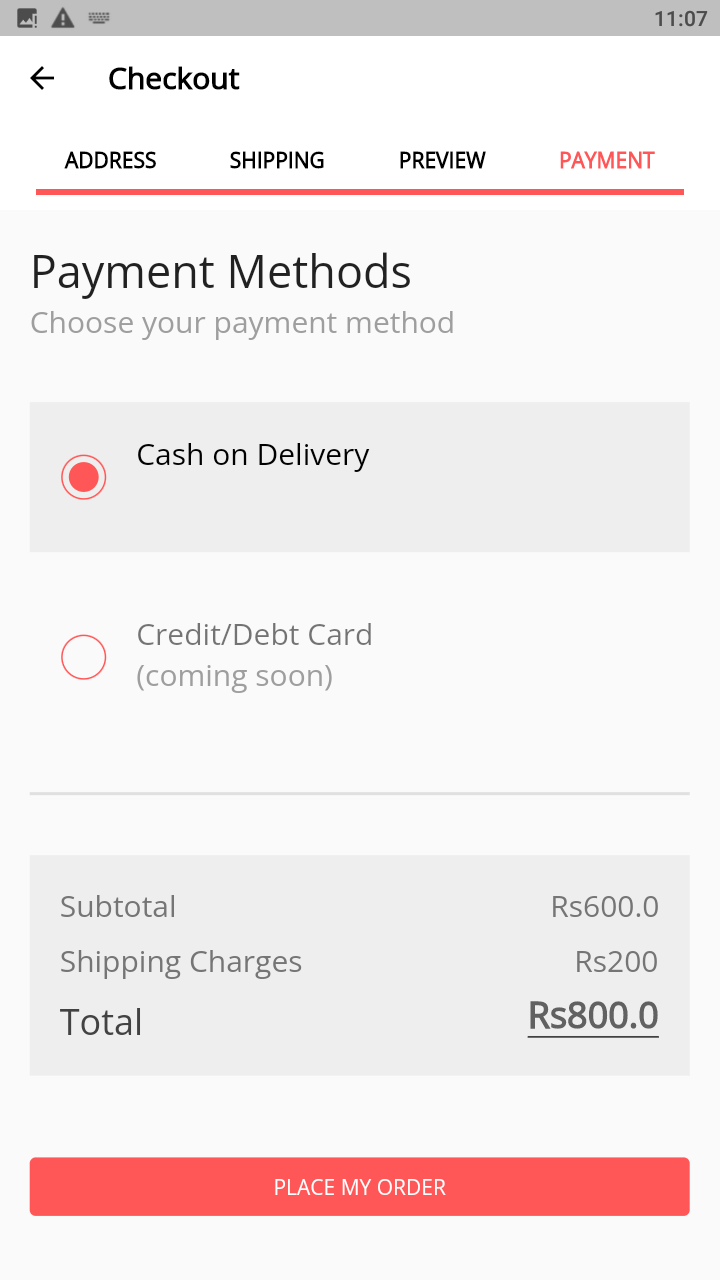 11:07
Checkout
ADDRESS SHIPPING PREVIEW PAYMENT
Payment Methods
Choose your payment method
Cash on Delivery
Credit/Debt Card
(coming soon)
Subtotal Rs600.0
Shipping Charges Rs200
Total Rs800.0
PLACE MY ORDER